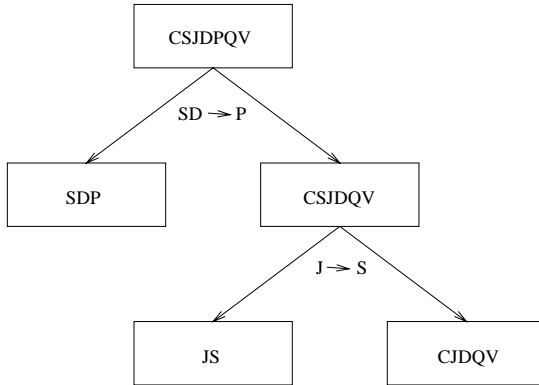 CSJDPQV
SD → P
SDP
CSJDQV
J → S
JS
CJDQV